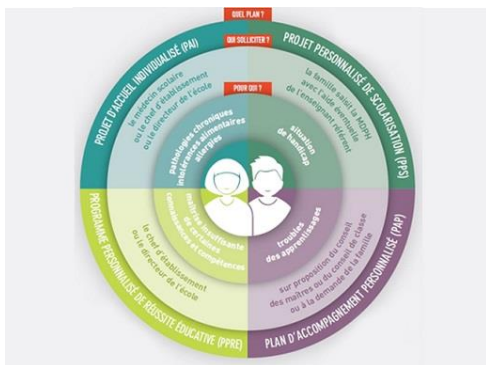 QUEL PLAN ?
QUI SOLLICITER ?
POUR QUI ?
PROJET D'ACCUEIL INDIVIDUALISÉ (PAI)
le médecin scolaire
ou le chef d'établissement
ou le directeur de l'école
pathologies chroniques
intolérances alimentaires
allergies
PROJET PERSONNALISÉ DE SCOLARISATION (PPS)
la famille saisit la MDPH
avec l'aide éventuelle
de l'enseignant référent
situation
de handicap
PROGRAMME PERSONNALISÉ DE RÉUSSITE ÉDUCATIVE (PPRE)
le chef d'établissement
ou le directeur de l'école
maîtrise insuffisante
de certaines
connaissances et compétences
PLAN D'ACCOMPAGNEMENT PERSONNALISÉ (PAP)
sur proposition du conseil
des maîtres ou du conseil de classe
ou à la demande de la famille
troubles
des apprentissages